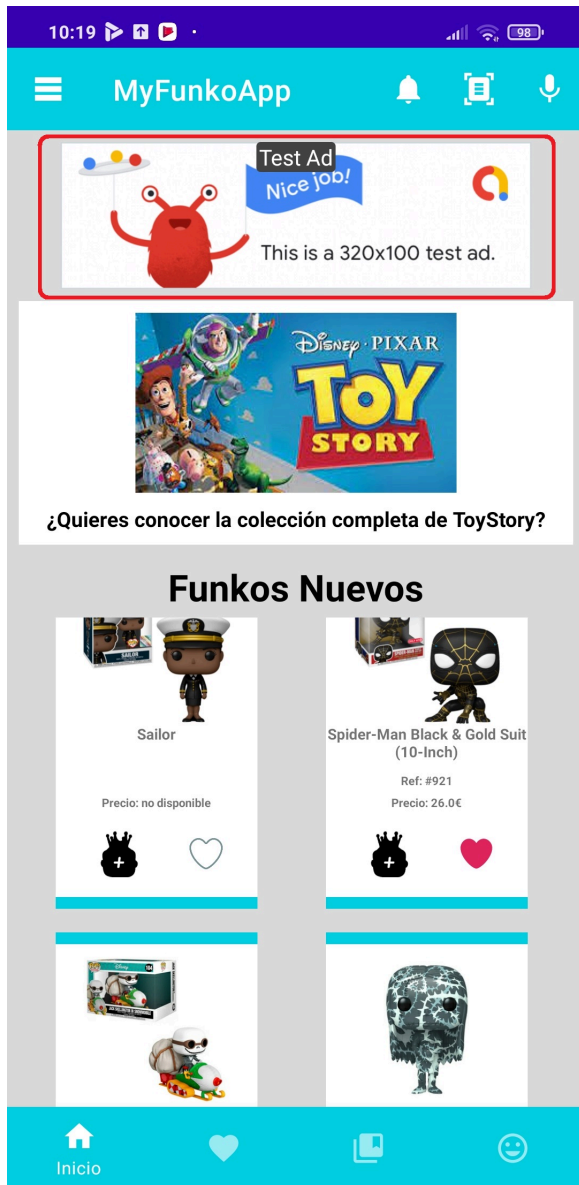 10:19
98
MyFunkoApp
Test Ad
Nice job!
This is a 320x100 test ad.
Disney · PIXAR
TOY
STORY
¿Quieres conocer la colección completa de ToyStory?
Funkos Nuevos
SAILOR
Sailor
Precio: no disponible
Spider-Man Black & Gold Suit
(10-Inch)
Ref: #921
Precio: 26.0€
Disney
104
Inicio